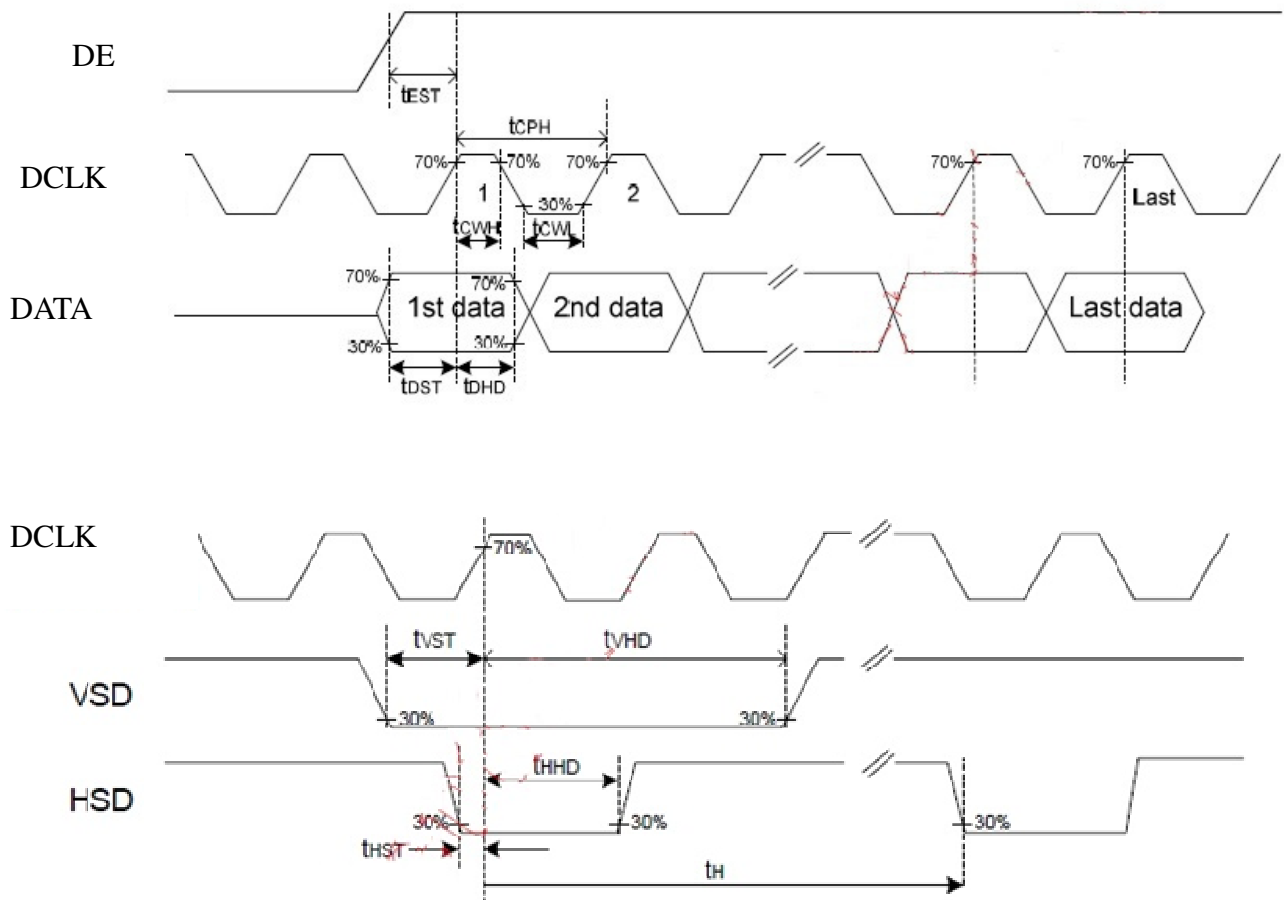 DE
tEST
tCPH
DCLK
70%
70%
70%
70%
70%
1
2
Last
30%
tCWH
tCWL
DATA
70%
70%
1st data
2nd data
Last data
30%
30%
tDST
tDHD
DCLK
70%
tVST
tVHD
VSD
30%
30%
tHHD
HSD
30%
30%
30%
tHST
tH